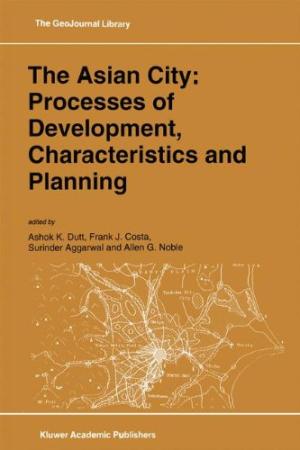 The GeoJournal Library
The Asian City:
Processes of
Development,
Characteristics and
Planning
edited by
Ashok K. Dutt, Frank J. Costa,
Surinder Aggarwal and Allen G. Noble
Kluwer Academic Publishers